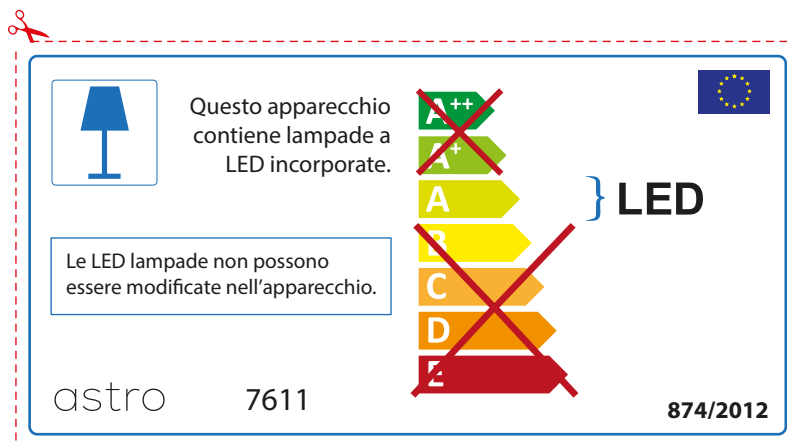 Questo apparecchio
contiene lampade a
LED incorporate.
Le LED lampade non possono
essere modificate nell'apparecchio.
A++
A+
A
B
C
D
E
LED
astro
7611
874/2012